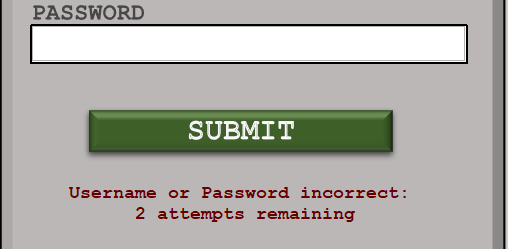 PASSWORD
SUBMIT
Username or Password incorrect:
2 attempts remaining